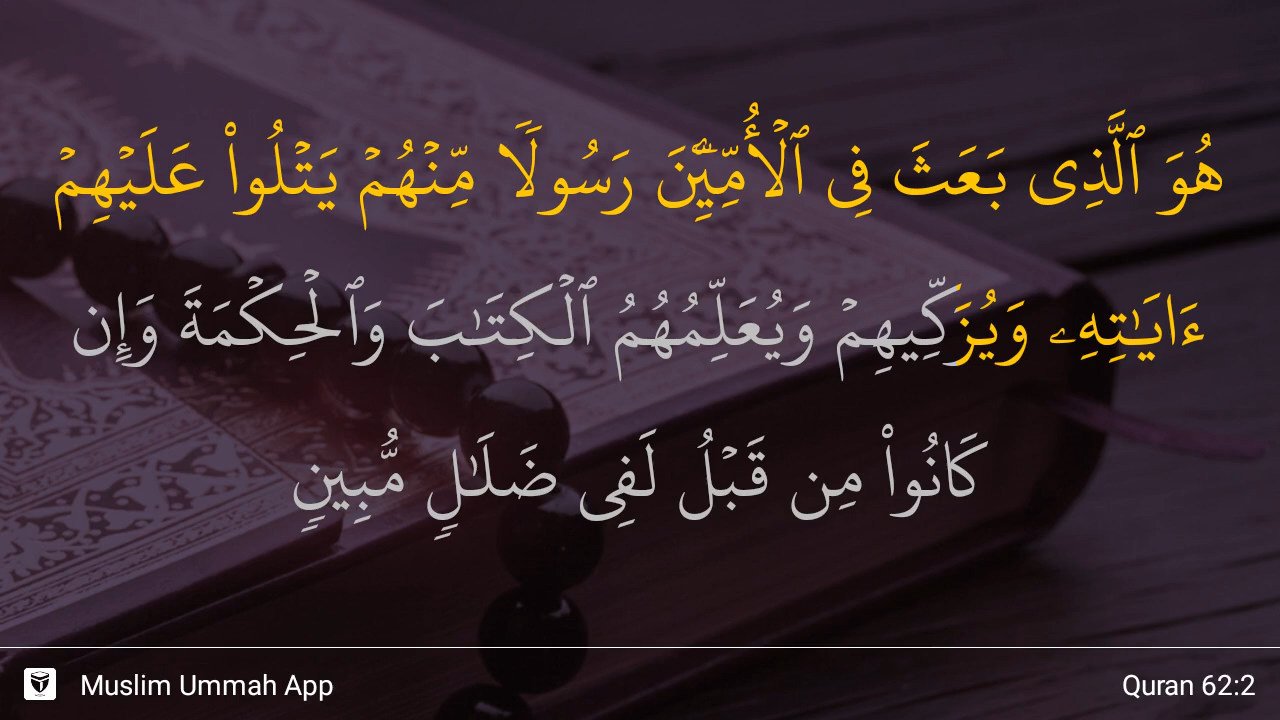 هُوَ ٱلَّذِى بَعَثَ فِى ٱلْأُمِّيِّۦنَ رَسُولًا مِّنْهُمْ يَتْلُوا۟ عَلَيْهِمْ
ءَايَـٰتِهِۦ وَيُزَكِّيهِمْ وَيُعَلِّمُهُمُ ٱلْكِتَـٰبَ وَٱلْحِكْمَةَ وَإِن
كَانُوا۟ مِن قَبْلُ لَفِى ضَلَـٰلٍ مُّبِينٍ
Muslim Ummah App
Quran 62:2